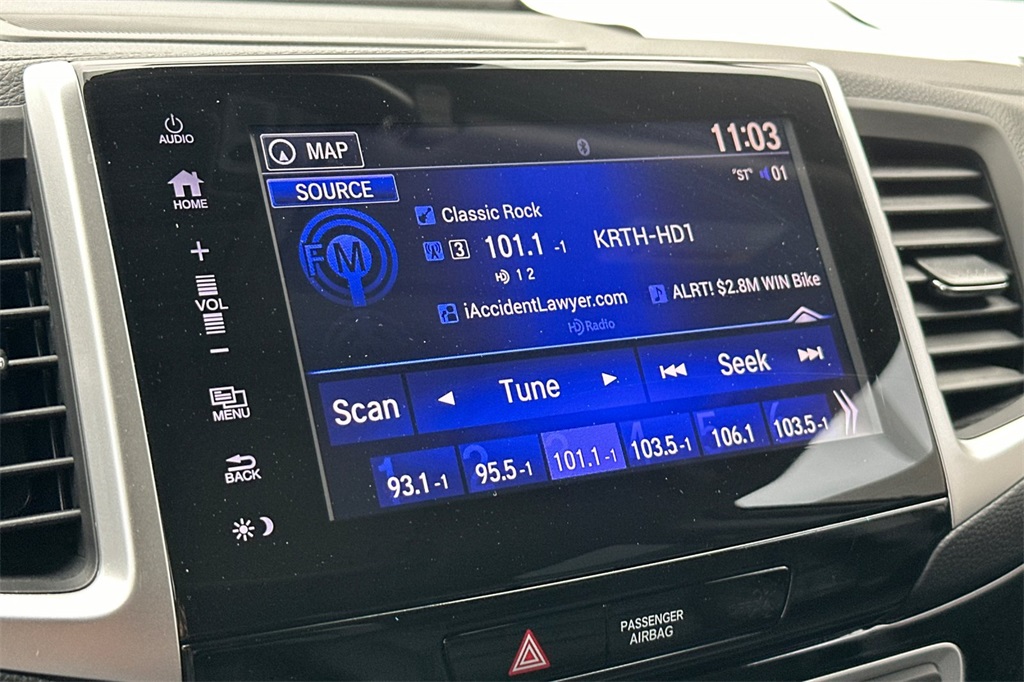 AUDIO
HOME
+
VOL
−
MENU
BACK
MAP
11:03
SOURCE
"ST" 01
FM
Classic Rock
3 101.1 -1 KRTH-HD1
HD 1 2
iAccidentLawyer.com ALRT! $2.8M WIN Bike
HD Radio
Scan Tune Seek
1 93.1-1
2 95.5-1
3 101.1-1
4 103.5-1
5 106.1
6 103.5-1
PASSENGER
AIRBAG